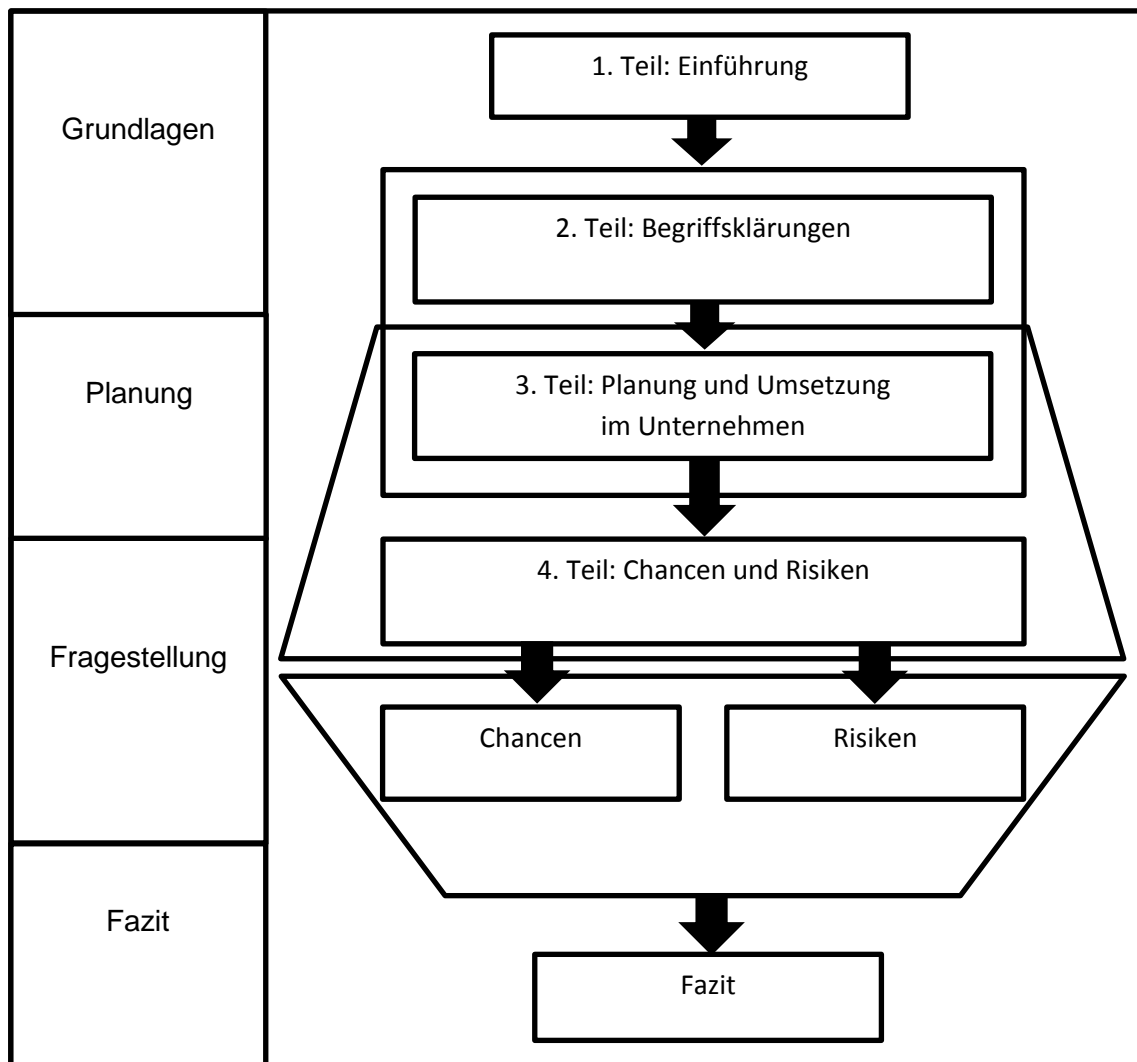 Grundlagen
1. Teil: Einführung
2. Teil: Begriffsklärungen
Planung
3. Teil: Planung und Umsetzung
im Unternehmen
Fragestellung
4. Teil: Chancen und Risiken
Chancen
Risiken
Fazit
Fazit